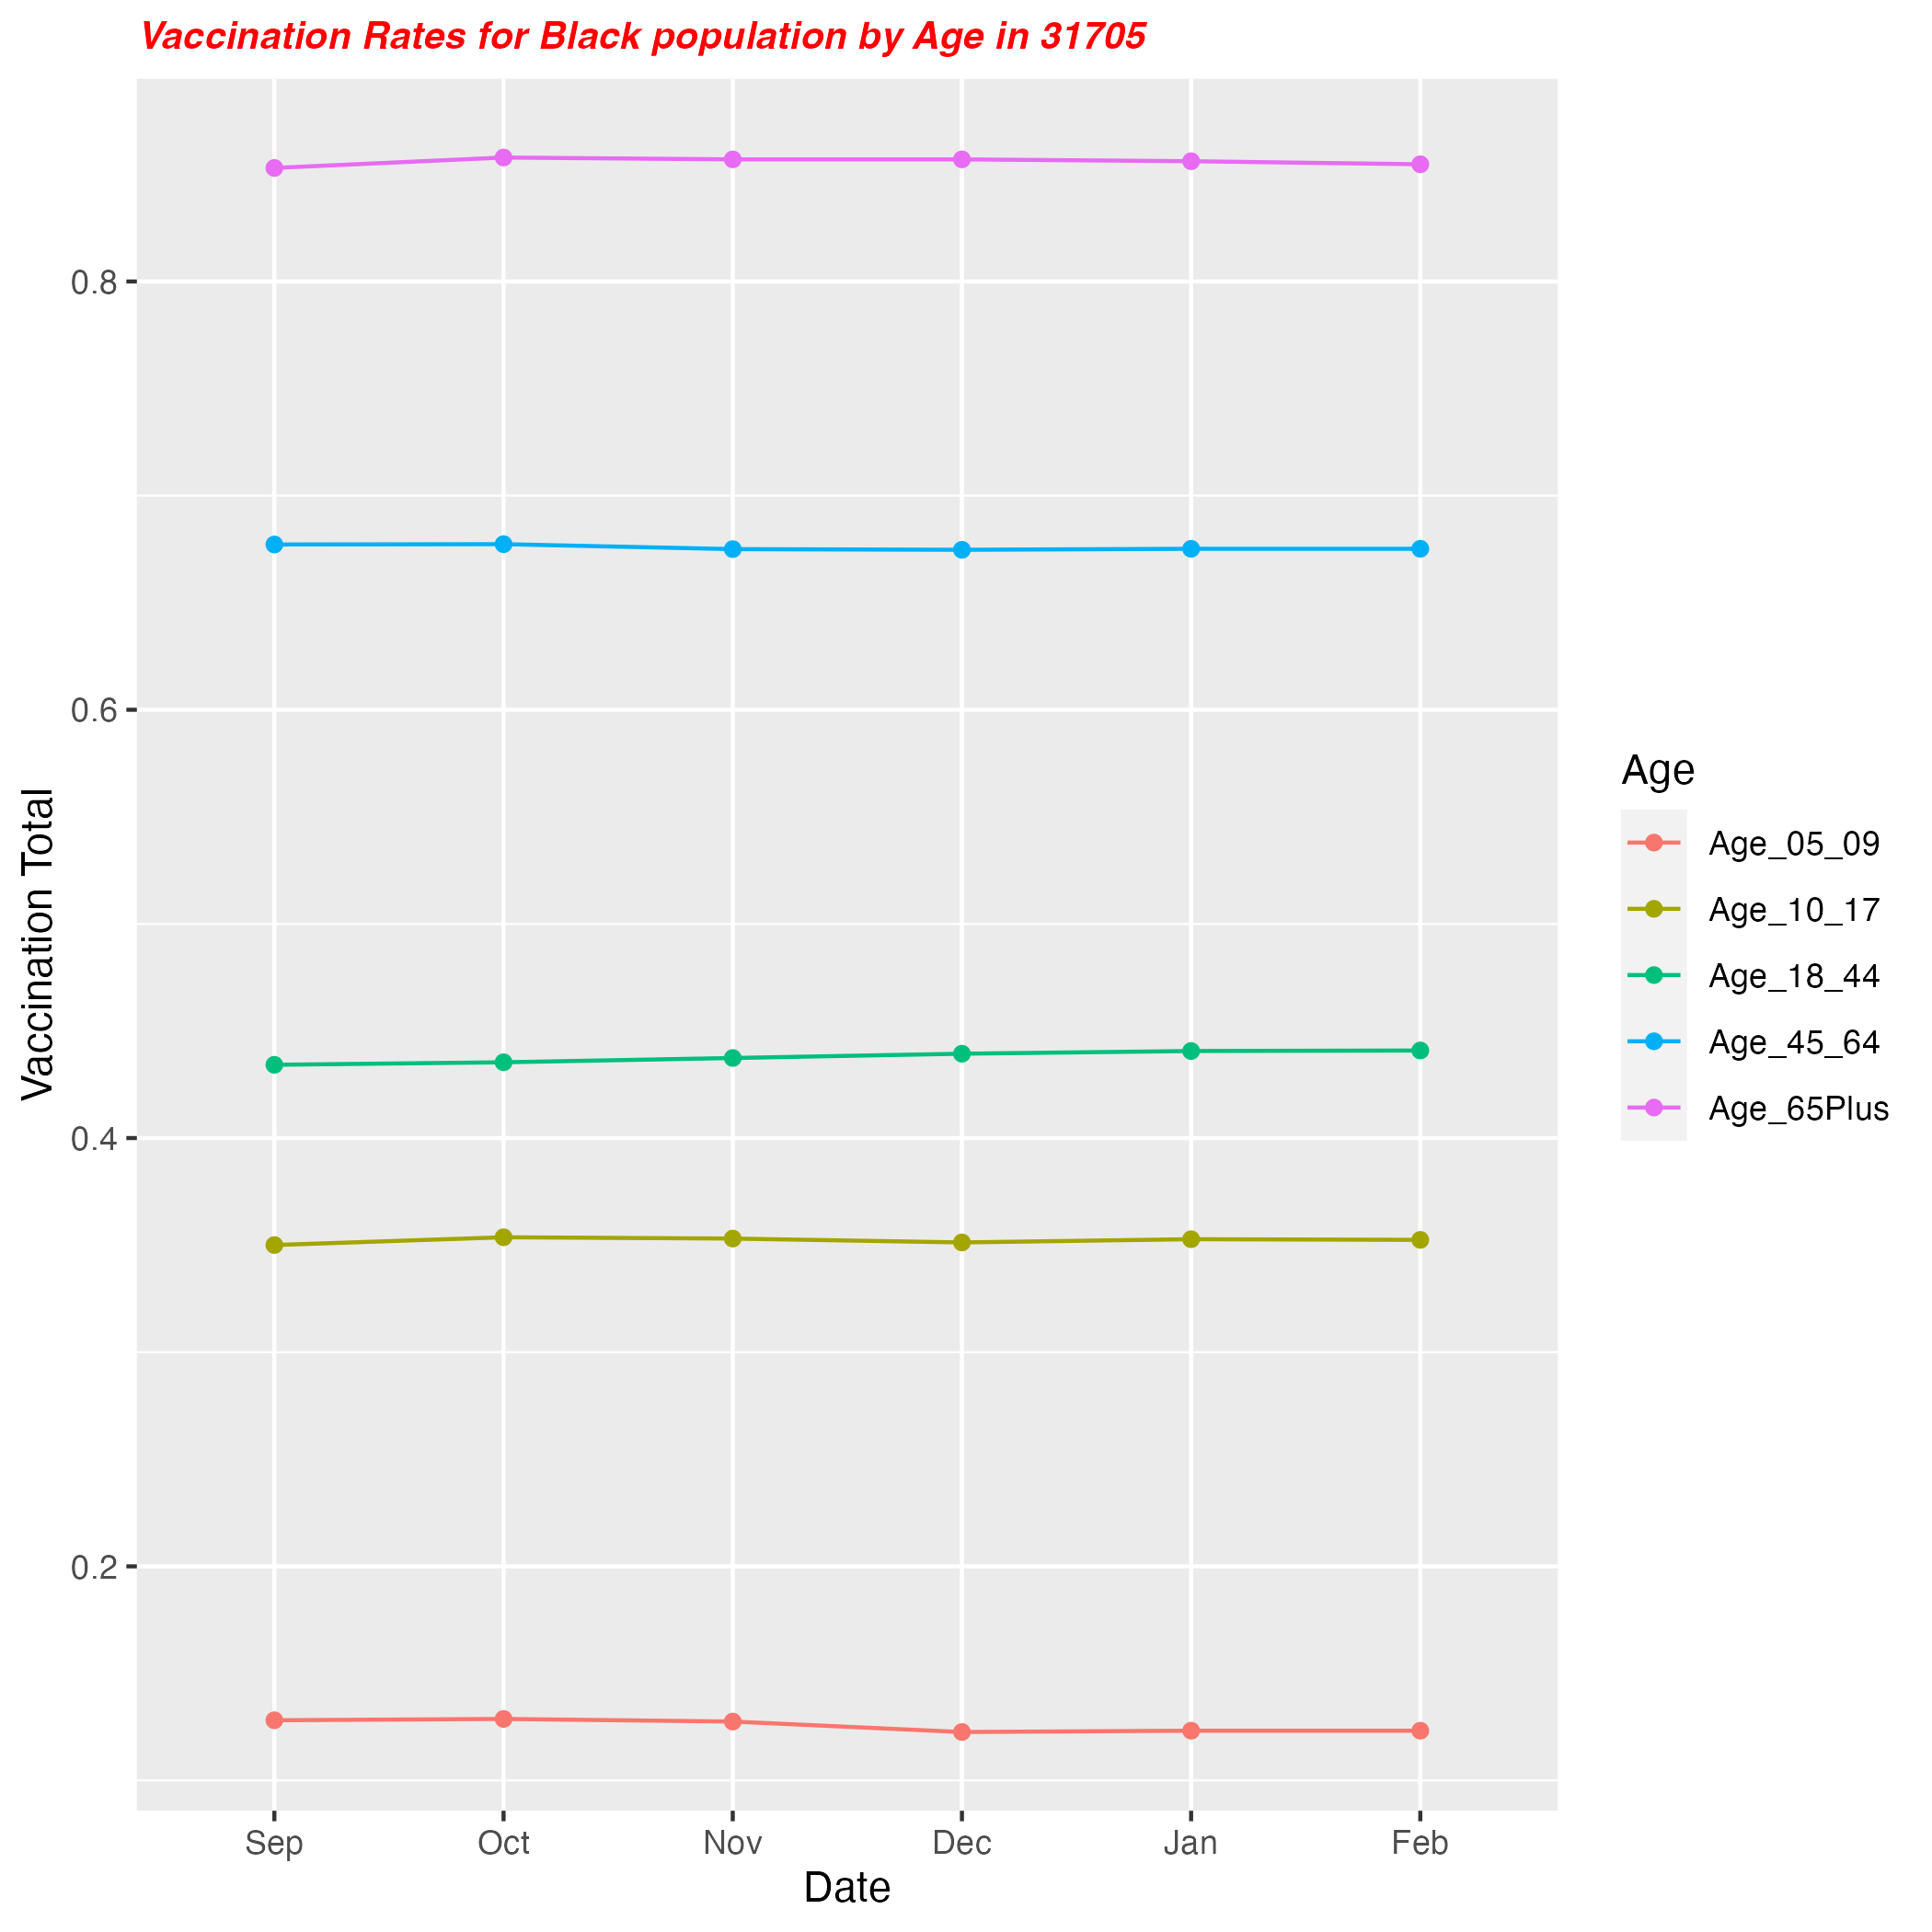 Vaccination Rates for Black population by Age in 31705
Vaccination Total
0.8
0.6
0.4
0.2
Sep Oct Nov Dec Jan Feb
Date
Age
Age_05_09
Age_10_17
Age_18_44
Age_45_64
Age_65Plus